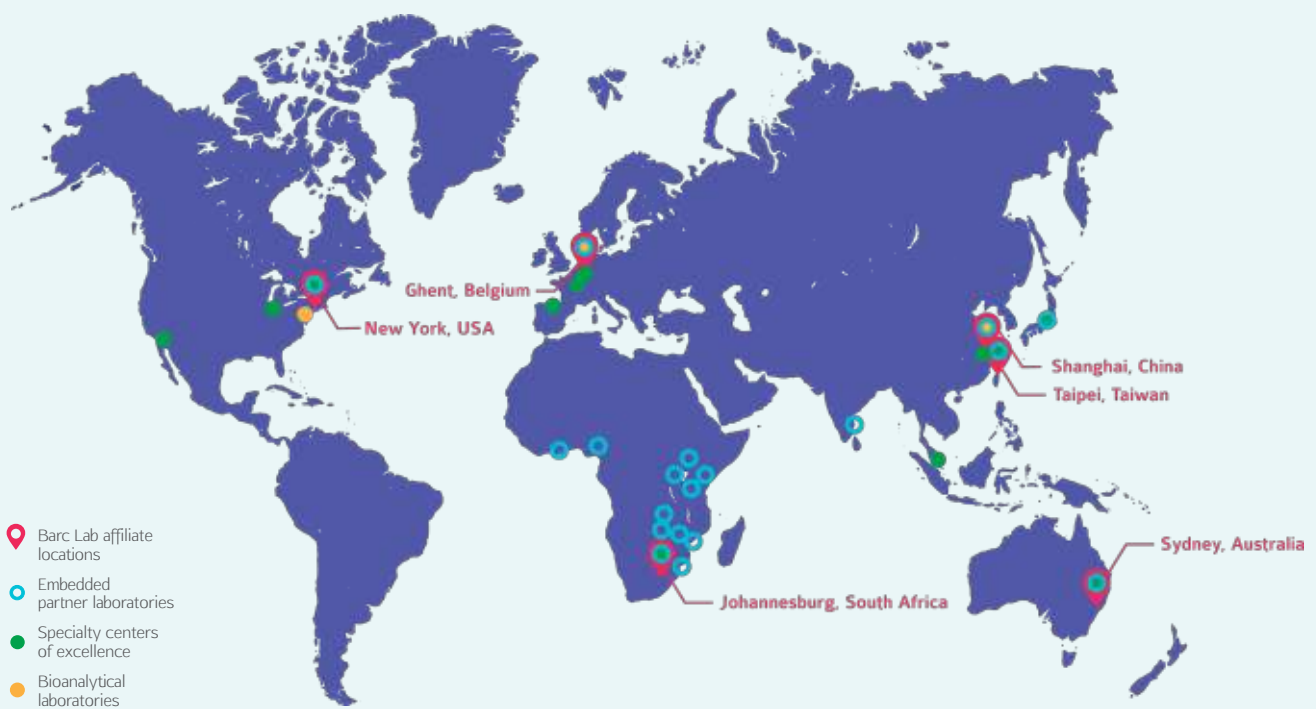 Ghent, Belgium
New York, USA
Shanghai, China
Taipei, Taiwan
Sydney, Australia
Johannesburg, South Africa
Barc Lab affiliate
locations
Embedded
partner laboratories
Specialty centers
of excellence
Bioanalytical
laboratories